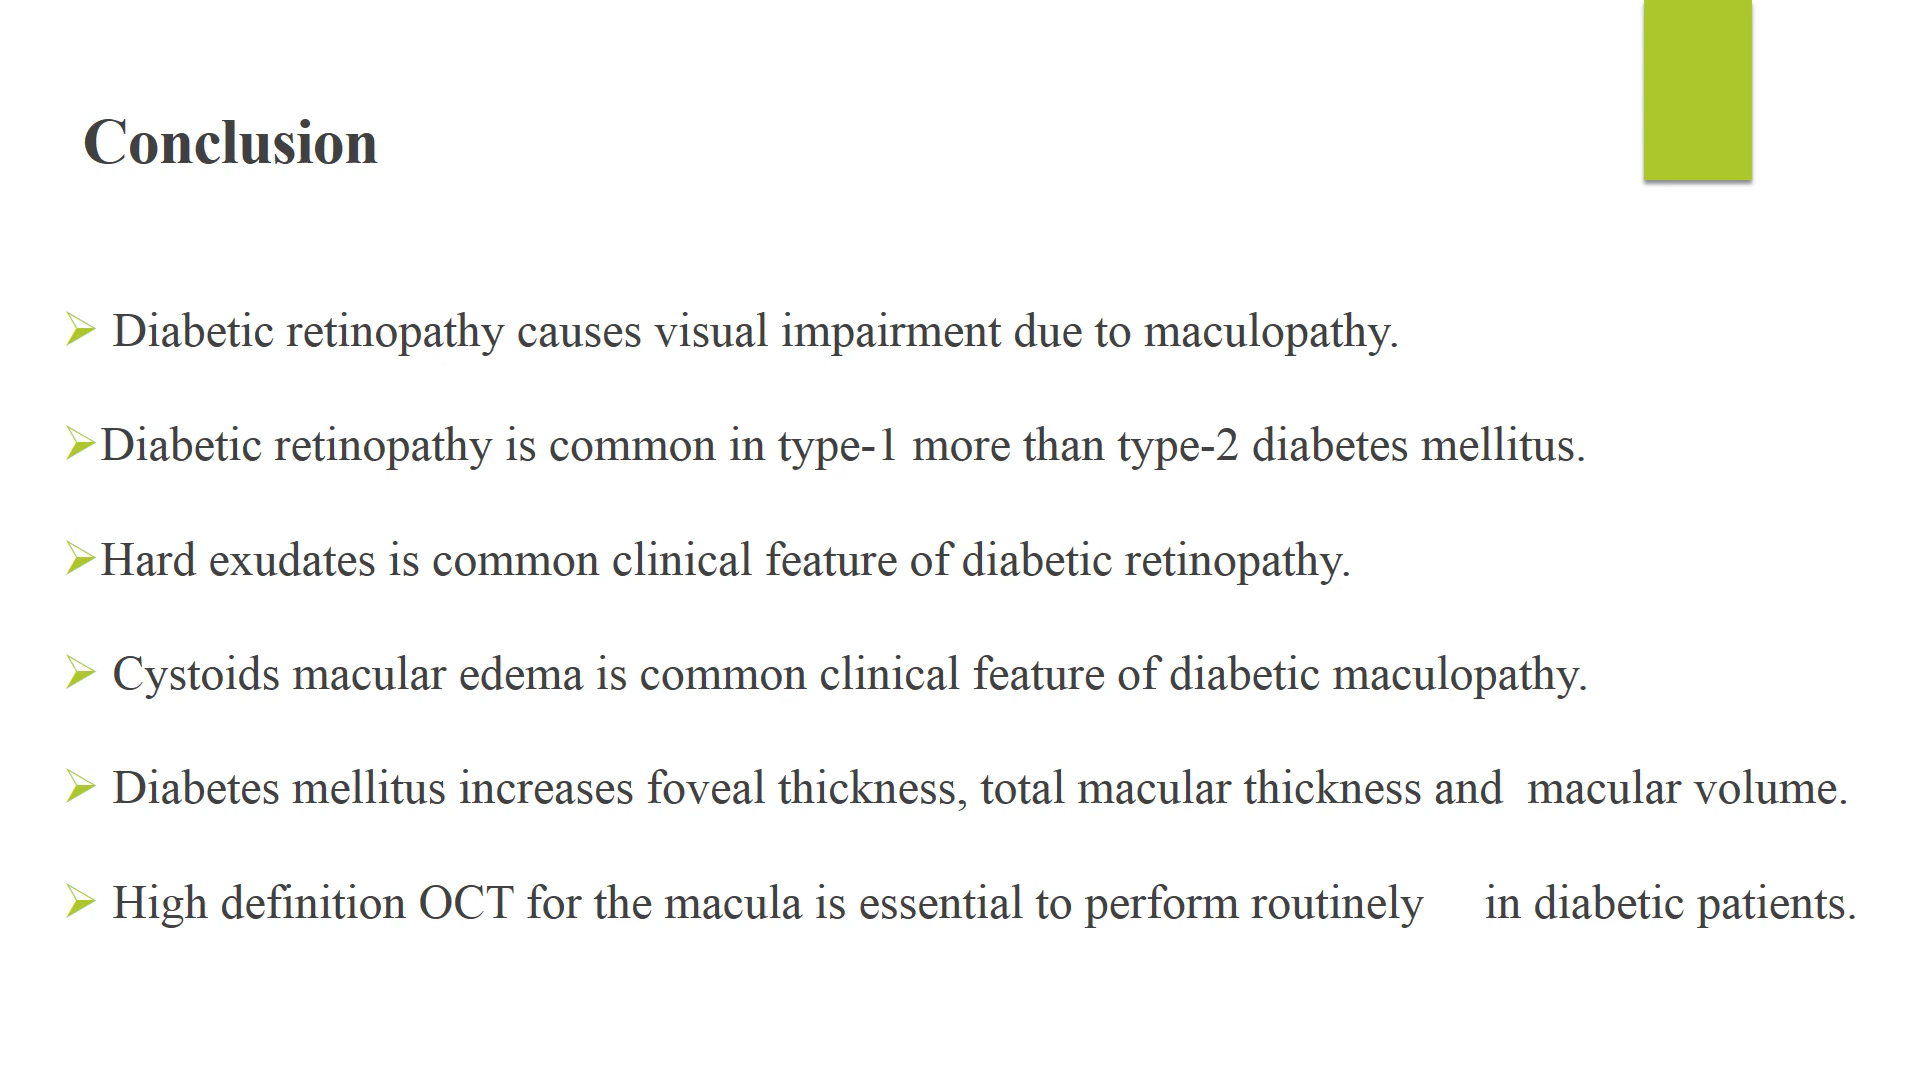 Conclusion
Diabetic retinopathy causes visual impairment due to maculopathy.
Diabetic retinopathy is common in type-1 more than type-2 diabetes mellitus.
Hard exudates is common clinical feature of diabetic retinopathy.
Cystoids macular edema is common clinical feature of diabetic maculopathy.
Diabetes mellitus increases foveal thickness, total macular thickness and macular volume.
High definition OCT for the macula is essential to perform routinely in diabetic patients.